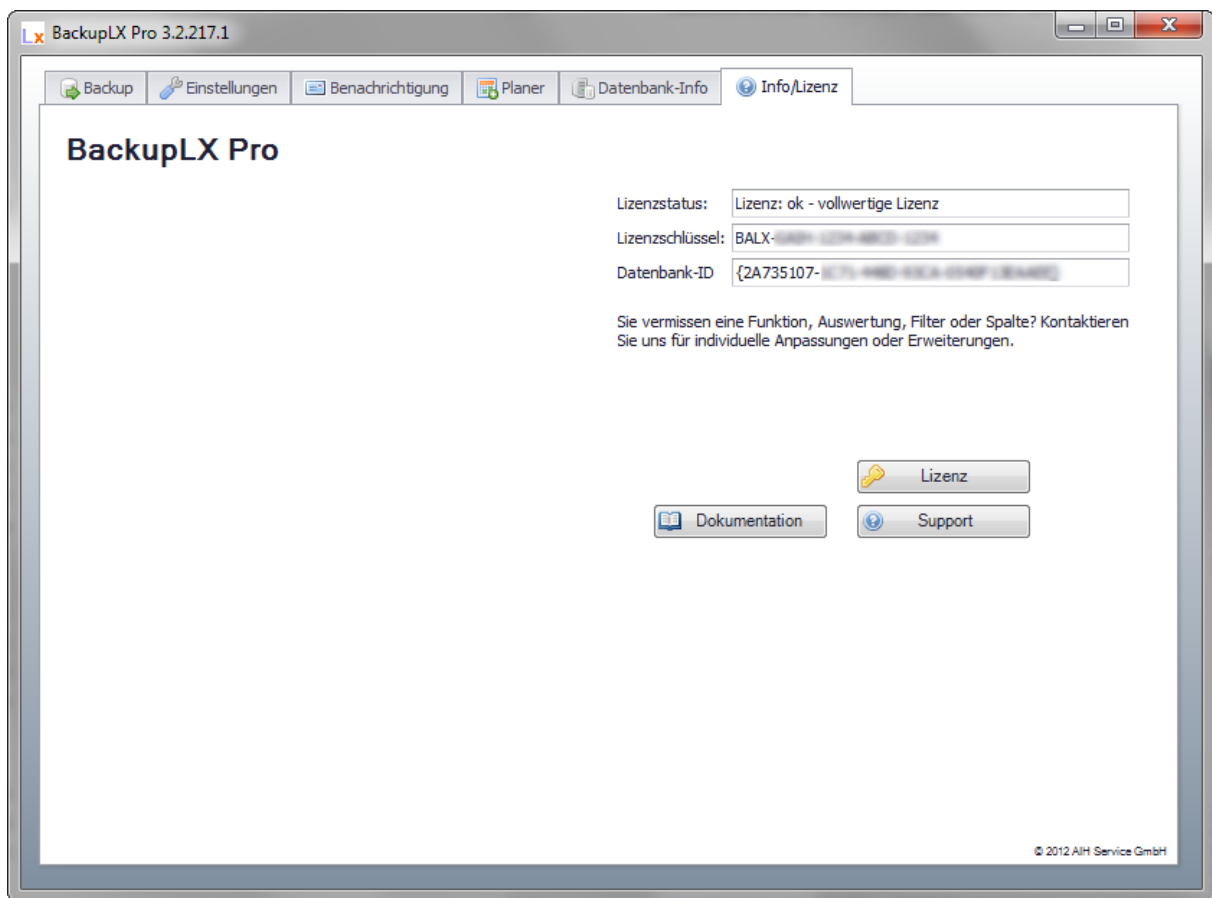 BackupLX Pro 3.2.217.1
Backup Einstellungen Benachrichtigung Planer Datenbank-Info Info/Lizenz
BackupLX Pro
Lizenzstatus: Lizenz: ok - vollwertige Lizenz
Lizenzschlüssel: BALX-
Datenbank-ID {2A735107-
Sie vermissen eine Funktion, Auswertung, Filter oder Spalte? Kontaktieren
Sie uns für individuelle Anpassungen oder Erweiterungen.
Lizenz
Dokumentation Support
© 2012 AIH Service GmbH